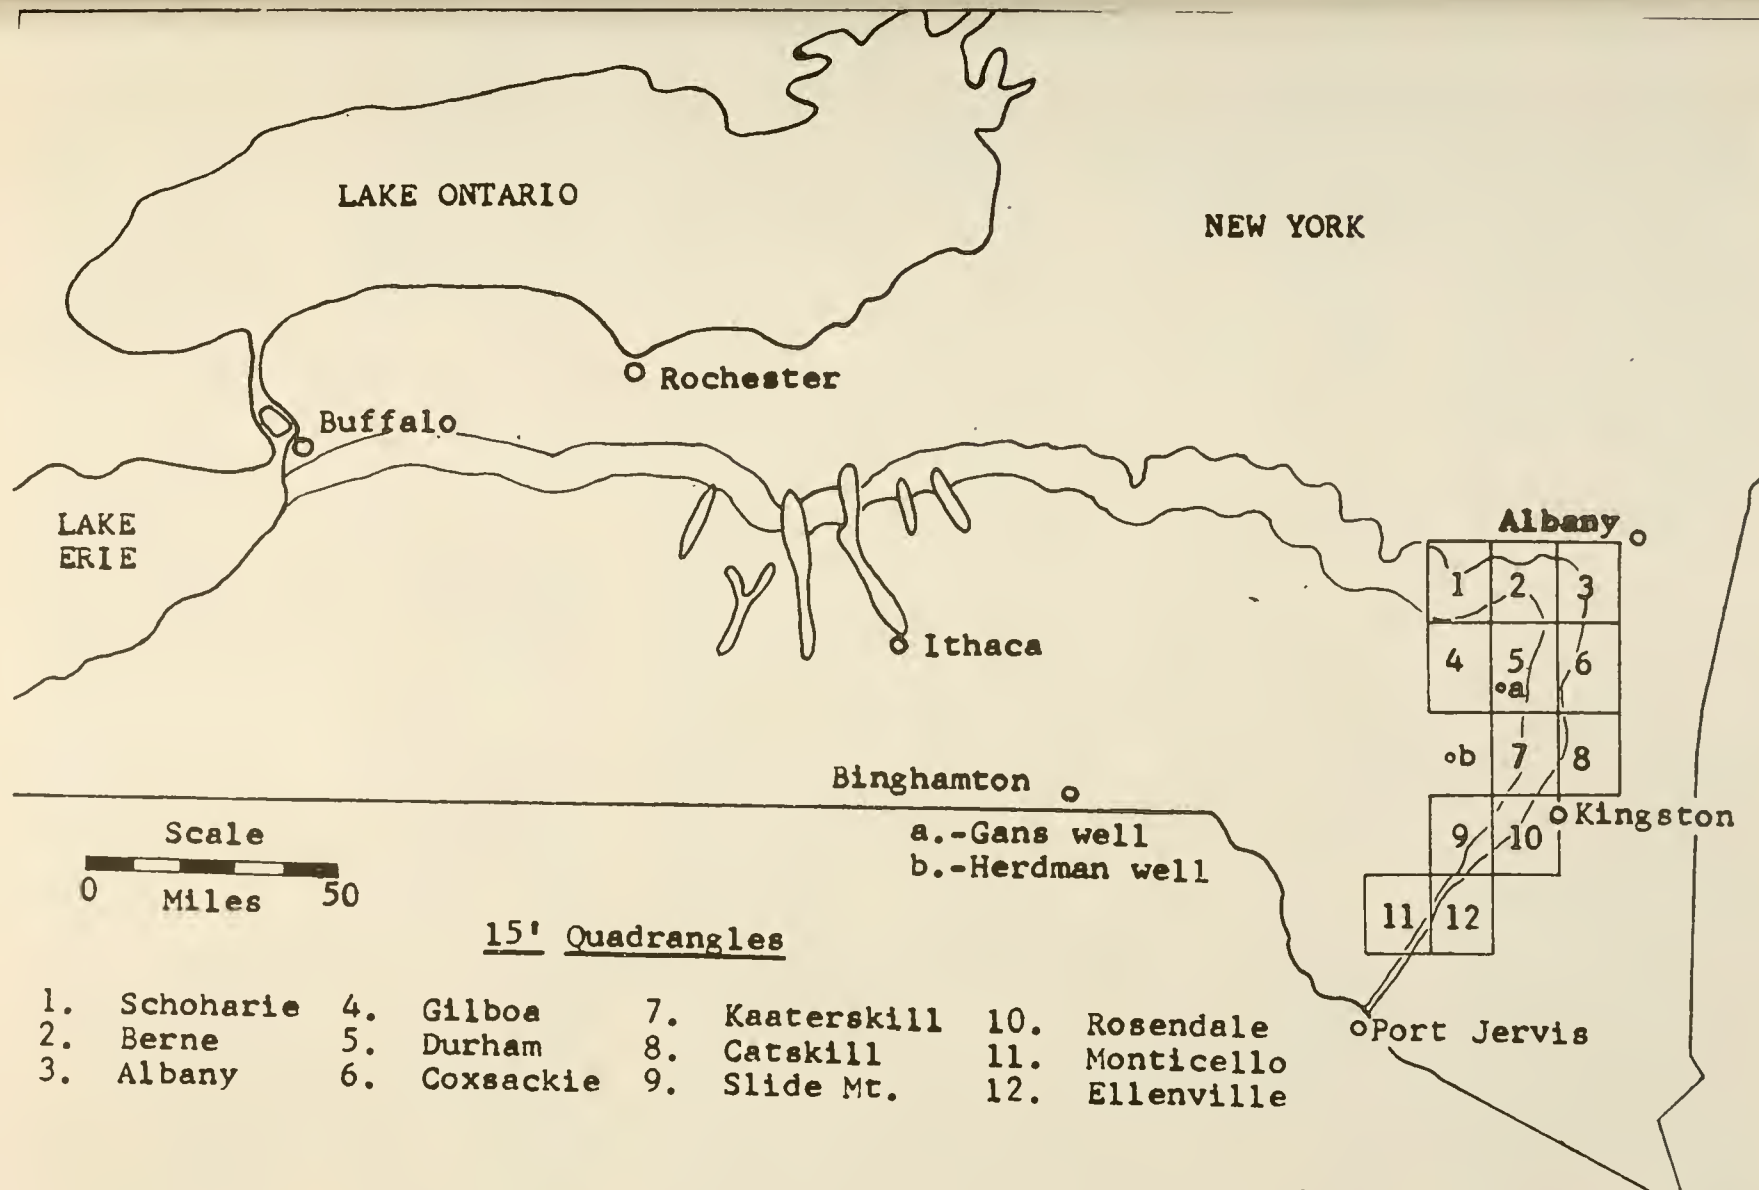 LAKE ONTARIO
NEW YORK
Rochester
Buffalo
LAKE
ERIE
Albany
1 2 3
4 5 6
a
b 7 8
Ithaca
Binghamton
Kingston
a.-Gans well
b.-Herdman well
9 10
11 12
Scale
0 50
Miles
15' Quadrangles
1. Schoharie 4. Gilboa 7. Kaaterskill 10. Rosendale
2. Berne 5. Durham 8. Catskill 11. Monticello
3. Albany 6. Coxsackie 9. Slide Mt. 12. Ellenville
Port Jervis